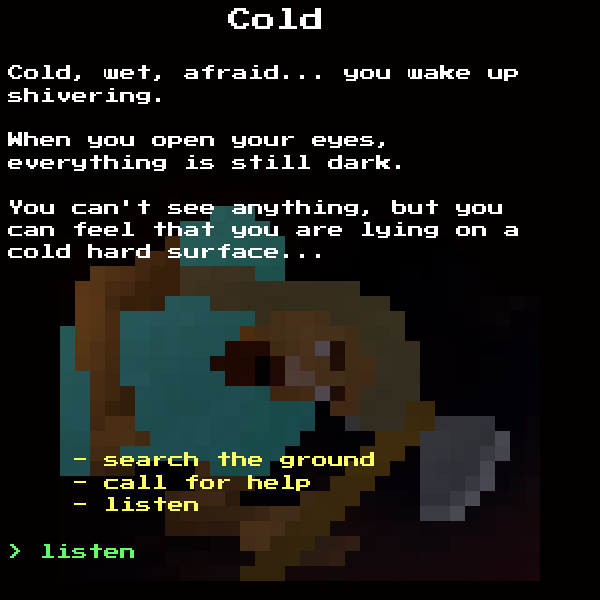 Cold
Cold, wet, afraid... you wake up
shivering.
When you open your eyes,
everything is still dark.
You can't see anything, but you
can feel that you are lying on a
cold hard surface...
- search the ground
- call for help
- listen
> listen